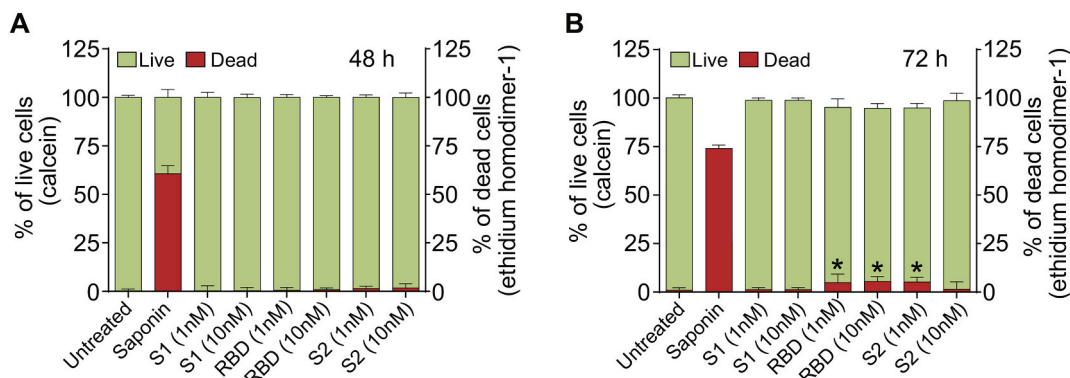 A
B
125
100
75
50
25
0
% of live cells
(calcein)
Live
Dead
48 h
125
100
75
50
25
0
% of dead cells
(ethidium homodimer-1)
Untreated
Saponin
S1 (1nM)
S1 (10nM)
RBD (1nM)
RBD (10nM)
S2 (1nM)
S2 (10nM)
125
100
75
50
25
0
% of live cells
(calcein)
Live
Dead
72 h
*
*
*
125
100
75
50
25
0
% of dead cells
(ethidium homodimer-1)
Untreated
Saponin
S1 (1nM)
S1 (10nM)
RBD (1nM)
RBD (10nM)
S2 (1nM)
S2 (10nM)